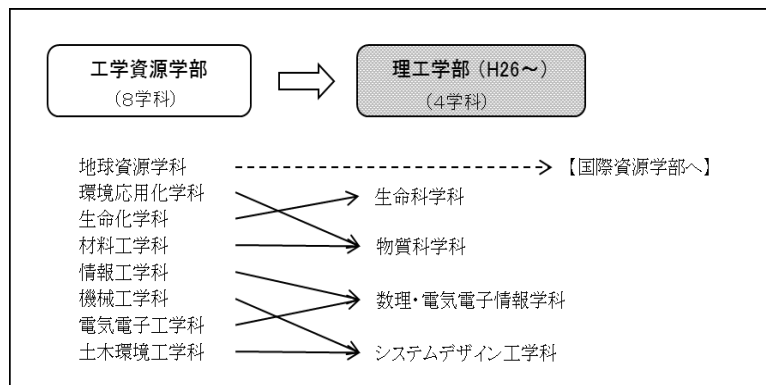 工学資源学部
(8学科)
理工学部(H26~)
(4学科)
地球資源学科
【国際資源学部へ】
環境応用化学科
生命科学科
生命化学科
材料工学科
物質科学科
情報工学科
機械工学科
数理・電気電子情報学科
電気電子工学科
土木環境工学科
システムデザイン工学科